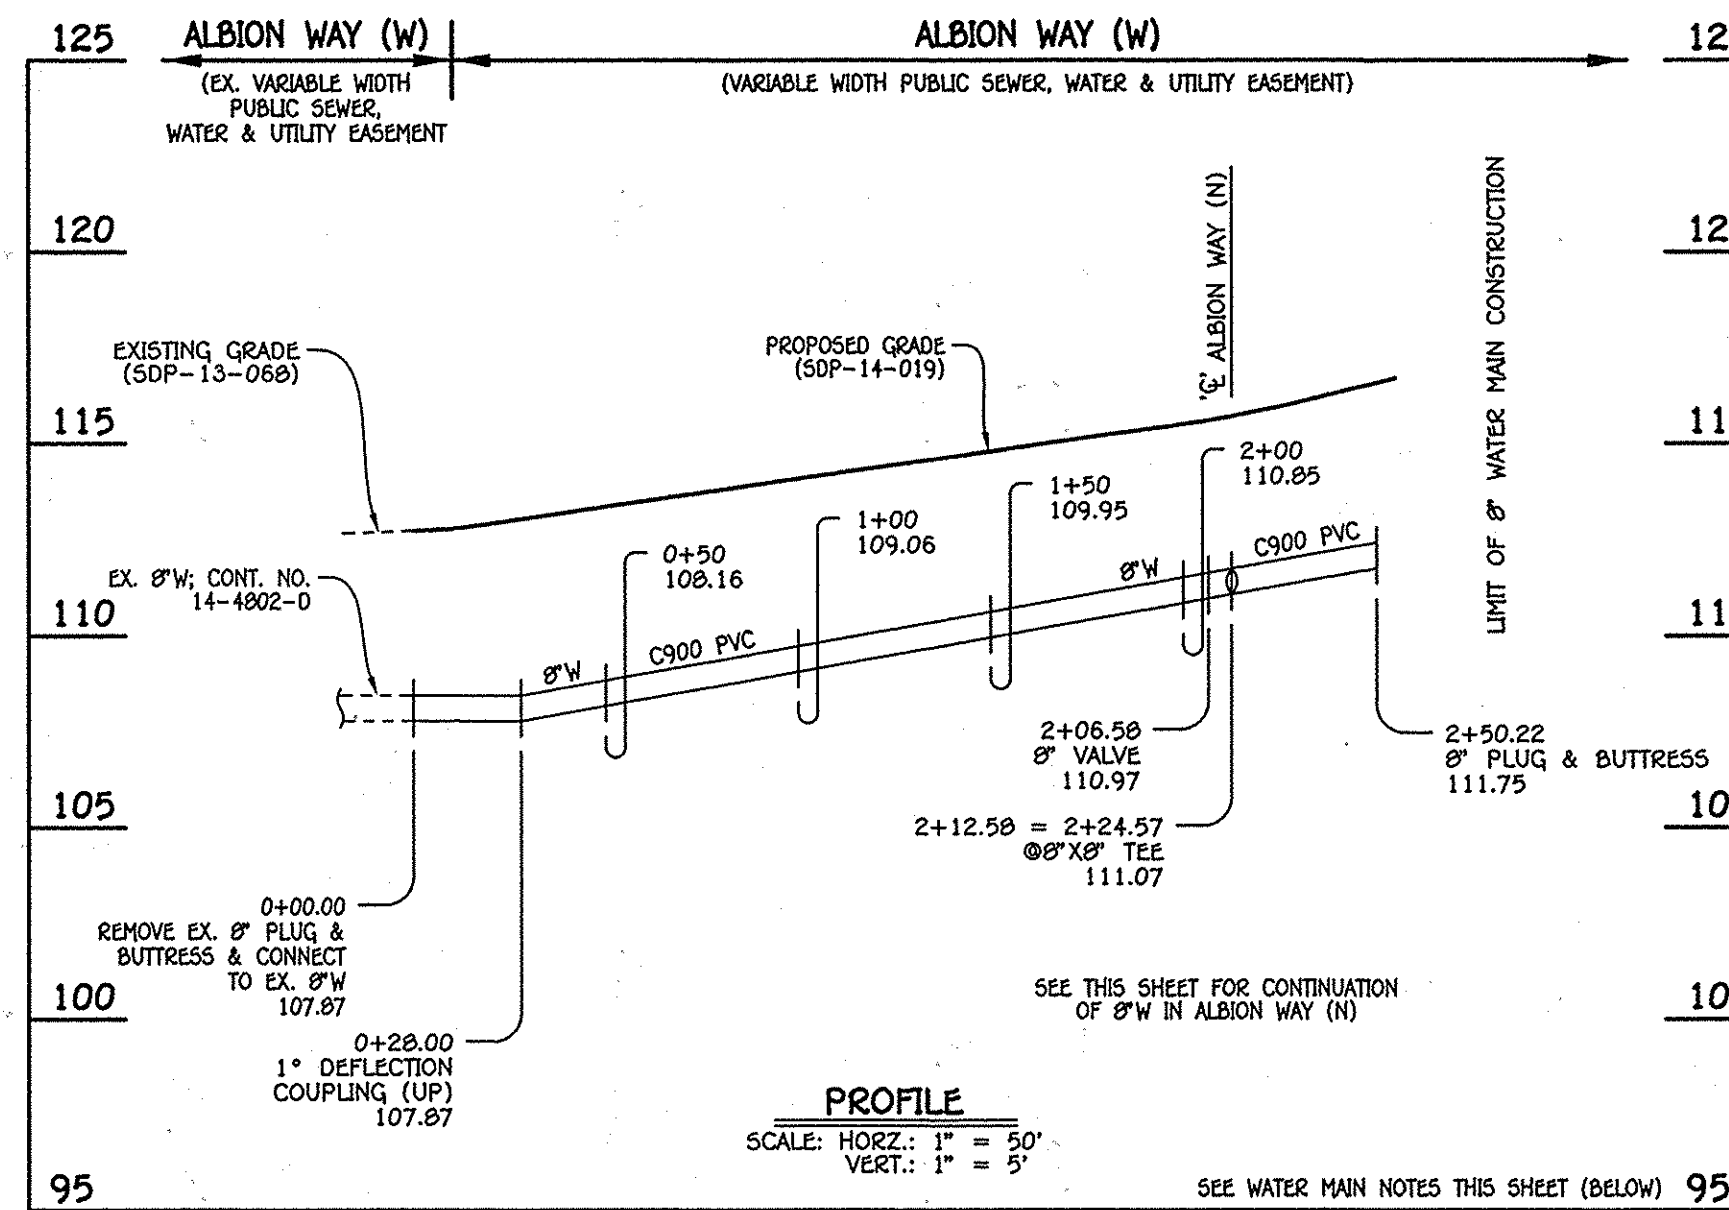 125
ALBION WAY (W)
ALBION WAY (W)
12
(EX. VARIABLE WIDTH
PUBLIC SEWER,
WATER & UTILITY EASEMENT
(VARIABLE WIDTH PUBLIC SEWER, WATER & UTILITY EASEMENT)
120
12
℄ ALBION WAY (N)
LIMIT OF 8" WATER MAIN CONSTRUCTION
EXISTING GRADE
(SDP-13-068)
PROPOSED GRADE
(SDP-14-019)
115
11
2+00
110.85
1+50
109.95
1+00
109.06
0+50
108.16
EX. 8"W; CONT. NO.
14-4802-D
110
11
8"W
C900 PVC
8"W
C900 PVC
2+06.58
8" VALVE
110.97
2+50.22
8" PLUG & BUTTRESS
111.75
105
10
2+12.58 = 2+24.57
@8"X8" TEE
111.07
0+00.00
REMOVE EX. 8" PLUG &
BUTTRESS & CONNECT
TO EX. 8"W
107.87
100
10
SEE THIS SHEET FOR CONTINUATION
OF 8"W IN ALBION WAY (N)
0+28.00
1° DEFLECTION
COUPLING (UP)
107.87
PROFILE
SCALE: HORZ.: 1" = 50'
VERT.: 1" = 5'
95
SEE WATER MAIN NOTES THIS SHEET (BELOW)
95